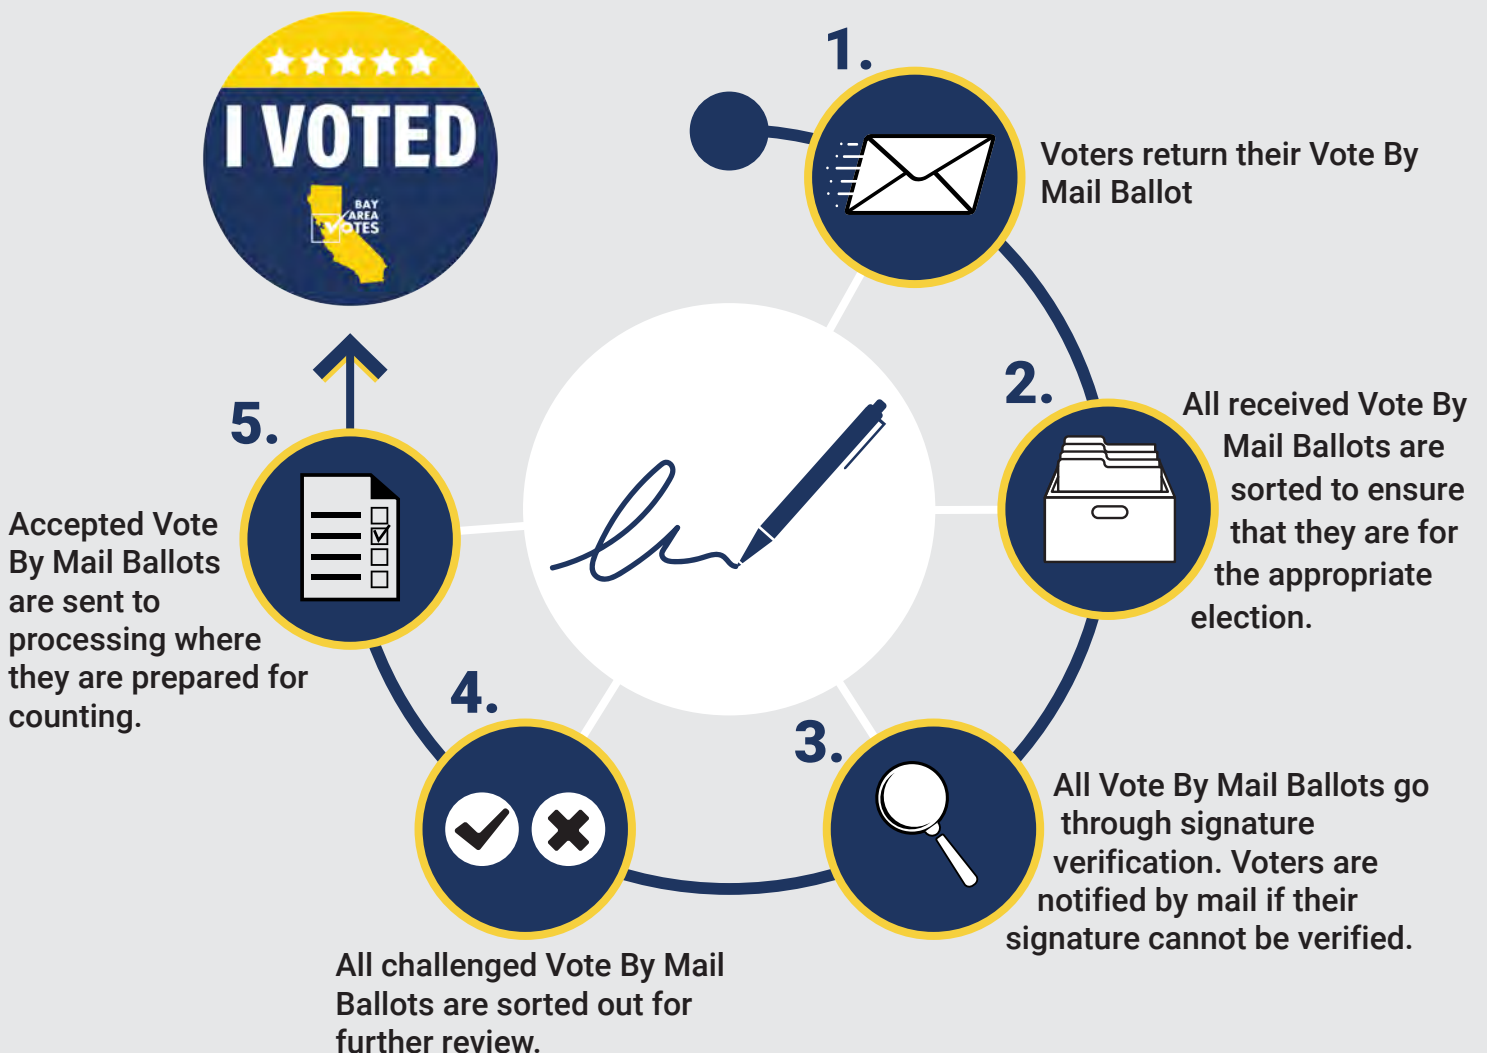 I VOTED
BAY
AREA
VOTES
1.
Voters return their Vote By
Mail Ballot
2.
All received Vote By
Mail Ballots are
sorted to ensure
that they are for
the appropriate
election.
3.
All Vote By Mail Ballots go
through signature
verification. Voters are
notified by mail if their
signature cannot be verified.
4.
All challenged Vote By Mail
Ballots are sorted out for
further review.
5.
Accepted Vote
By Mail Ballots
are sent to
processing where
they are prepared for
counting.